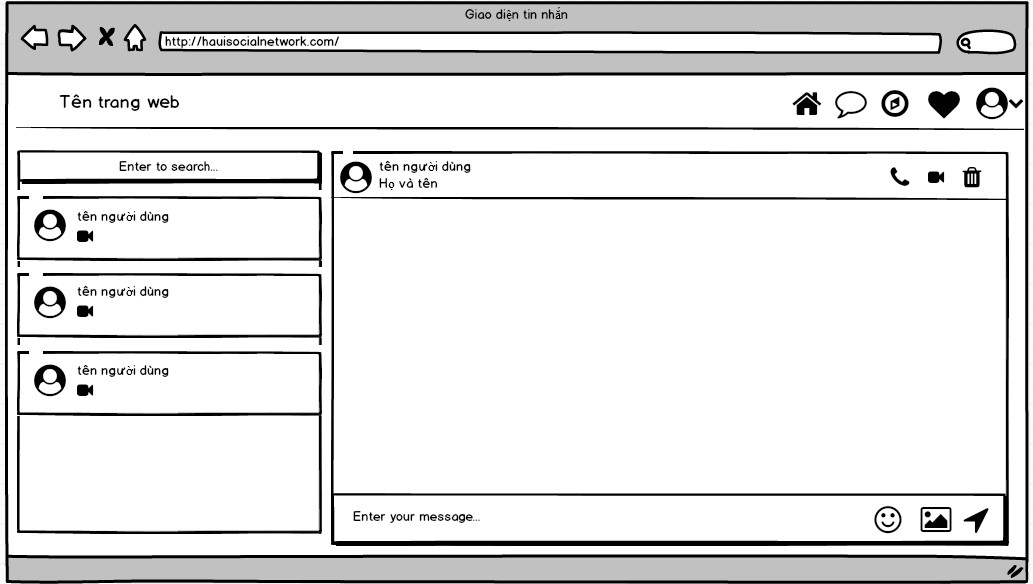 Giao diện tin nhắn
http://hauisocialnetwork.com/
Tên trang web
Enter to search...
tên người dùng
tên người dùng
tên người dùng
tên người dùng
Họ và tên
Enter your message...